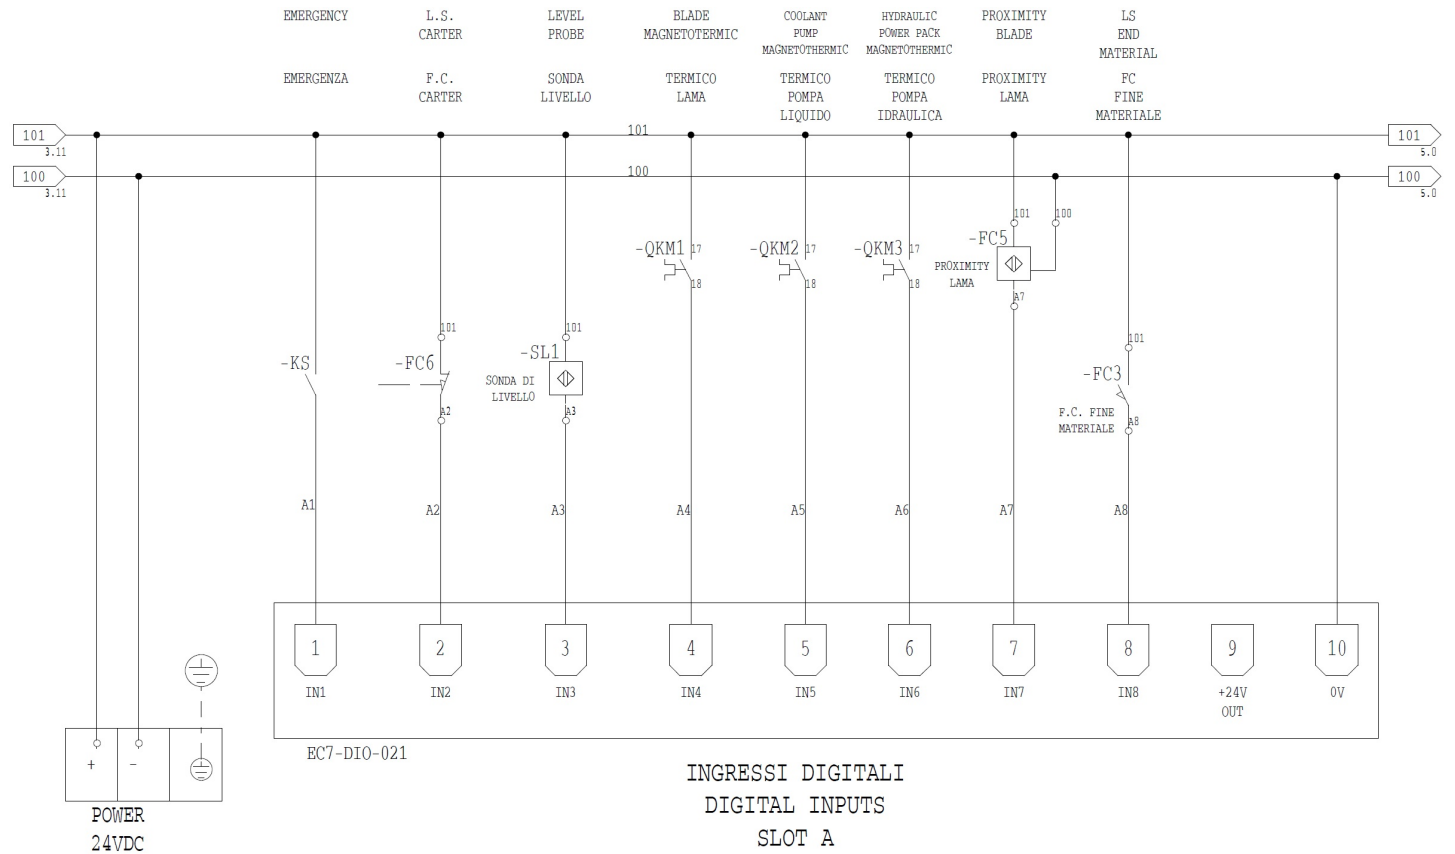 EMERGENCY
L.S.
CARTER
LEVEL
PROBE
BLADE
MAGNETOTERMIC
COOLANT
PUMP
MAGNETOTHERMIC
HYDRAULIC
POWER PACK
MAGNETOTHERMIC
PROXIMITY
BLADE
LS
END
MATERIAL
EMERGENZA
F.C.
CARTER
SONDA
LIVELLO
TERMICO
LAMA
TERMICO
POMPA
LIQUIDO
TERMICO
POMPA
IDRAULICA
PROXIMITY
LAMA
FC
FINE
MATERIALE
101
3.11
101
101
5.0
100
3.11
100
100
5.0
101
100
-QKM1
17
18
-QKM2
17
18
-QKM3
17
18
-FC5
PROXIMITY
LAMA
A7
-KS
101
-FC6
A2
101
-SL1
SONDA DI
LIVELLO
A3
101
-FC3
F.C. FINE
MATERIALE
A8
A1
A2
A3
A4
A5
A6
A7
A8
1
2
3
4
5
6
7
8
9
10
IN1
IN2
IN3
IN4
IN5
IN6
IN7
IN8
+24V
OUT
0V
EC7-DIO-021
+
-
POWER
24VDC
INGRESSI DIGITALI
DIGITAL INPUTS
SLOT A